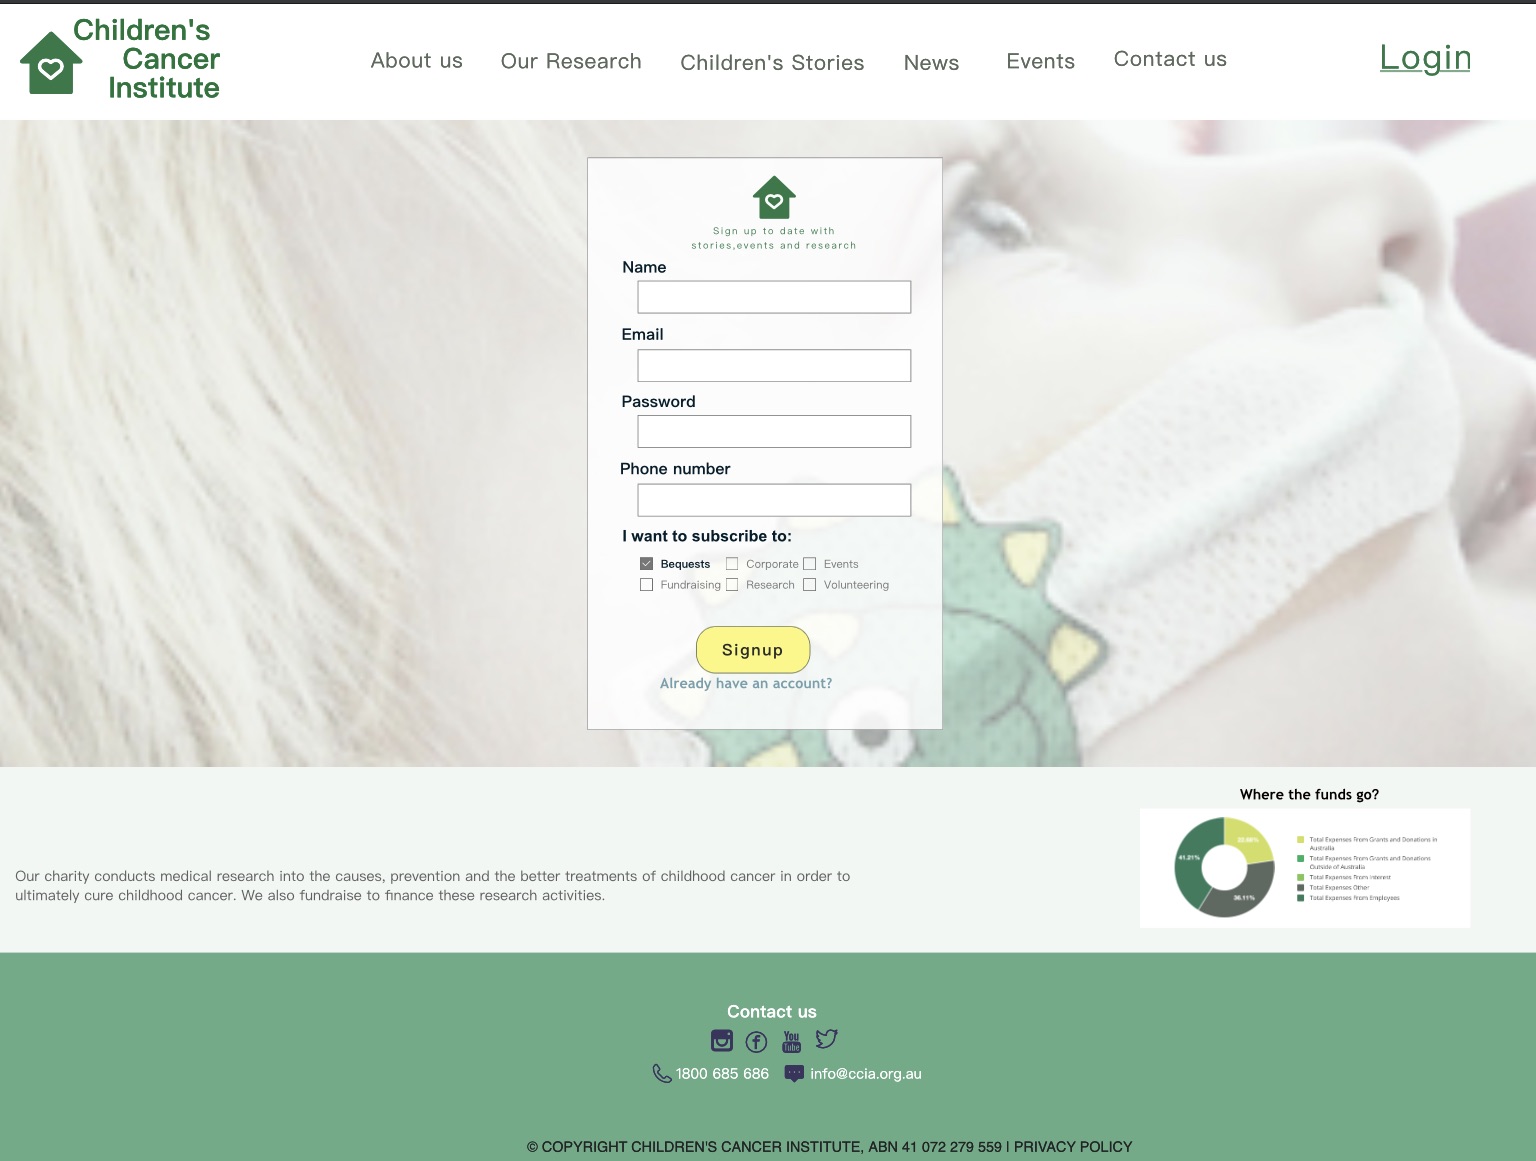 Children's
Cancer
Institute
About us
Our Research
Children's Stories
News
Events
Contact us
Login
Sign up to date with
stories,events and research
Name
Email
Password
Phone number
I want to subscribe to:
Bequests
Corporate
Events
Fundraising
Research
Volunteering
Signup
Already have an account?
Where the funds go?
41.21%
36.11%
Total Expenses From Grants and Donations in
Australia
Total Expenses From Grants and Donations
Outside of Australia
Total Expenses From Interest
Total Expenses Other
Total Expenses From Employees
Our charity conducts medical research into the causes, prevention and the better treatments of childhood cancer in order to
ultimately cure childhood cancer. We also fundraise to finance these research activities.
Contact us
You
Tube
1800 685 686
info@ccia.org.au
© COPYRIGHT CHILDREN'S CANCER INSTITUTE, ABN 41 072 279 559 | PRIVACY POLICY